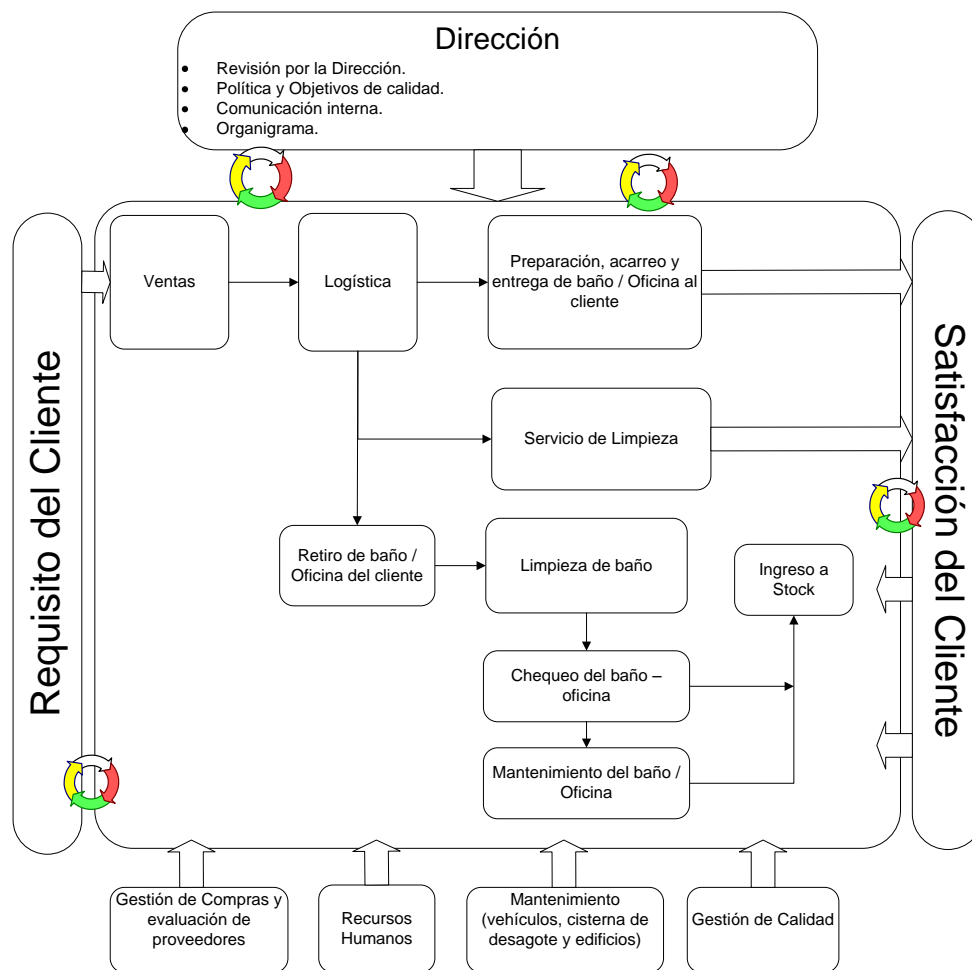 Dirección
• Revisión por la Dirección.
• Política y Objetivos de calidad.
• Comunicación interna.
• Organigrama.
Requisito del Cliente
Ventas
Logística
Preparación, acarreo y
entrega de baño / Oficina al
cliente
Servicio de Limpieza
Retiro de baño /
Oficina del cliente
Limpieza de baño
Ingreso a
Stock
Chequeo del baño –
oficina
Mantenimiento del baño /
Oficina
Satisfacción del Cliente
Gestión de Compras y
evaluación de
proveedores
Recursos
Humanos
Mantenimiento
(vehículos, cisterna de
desagote y edificios)
Gestión de Calidad